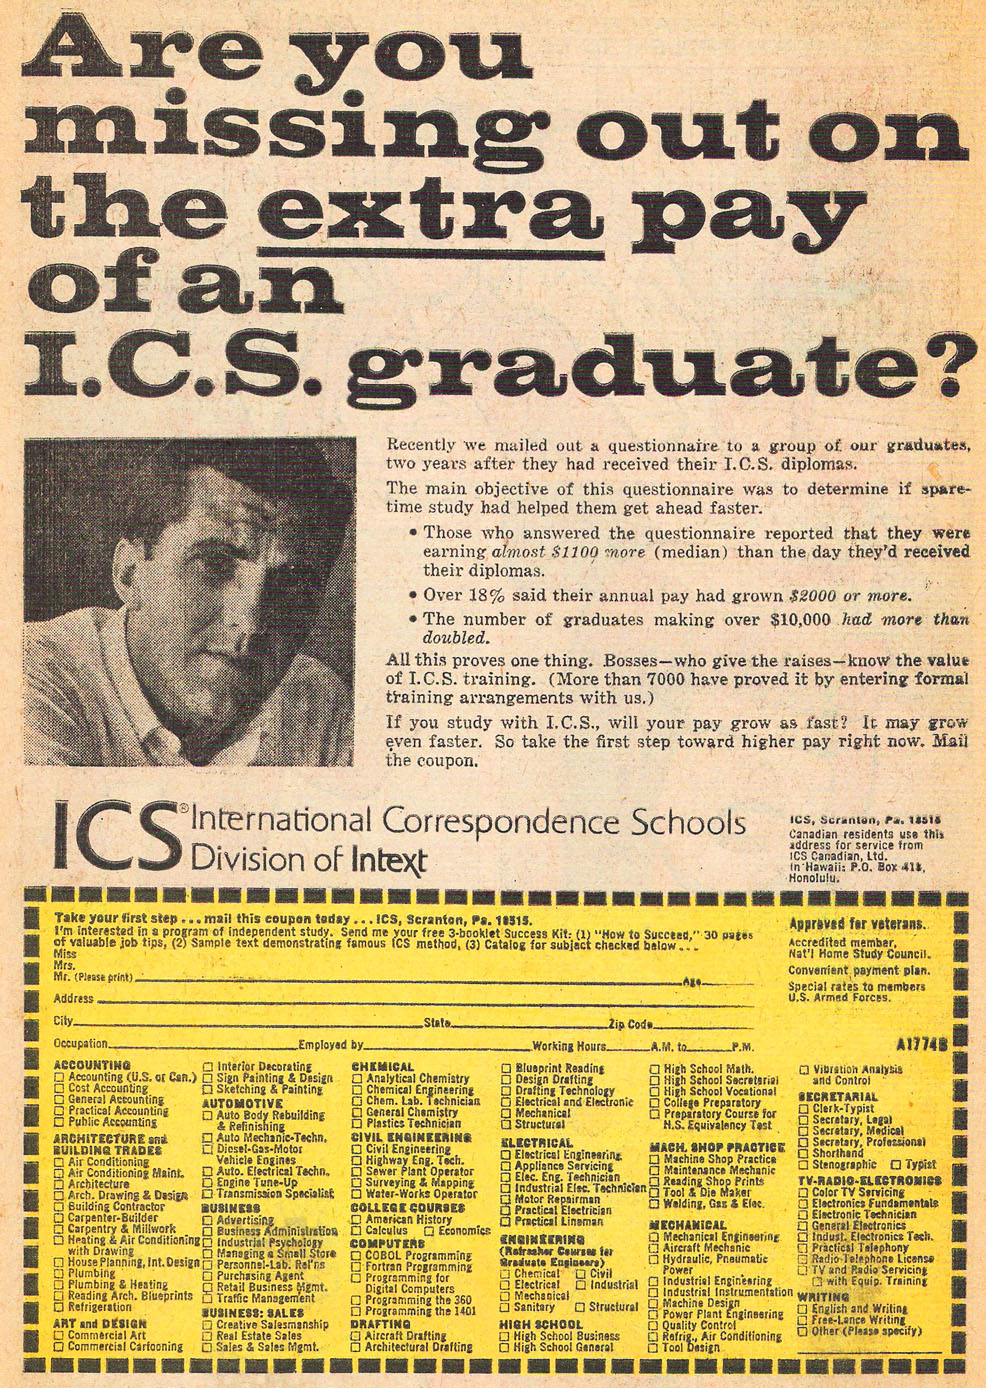 Are you
missing out on
the extra pay
of an
I.C.S. graduate?
Recently we mailed out a questionnaire to a group of our graduates,
two years after they had received their I.C.S. diplomas.
The main objective of this questionnaire was to determine if spare-
time study had helped them get ahead faster.
• Those who answered the questionnaire reported that they were
earning almost $1100 more (median) than the day they'd received
their diplomas.
• Over 18% said their annual pay had grown $2000 or more.
• The number of graduates making over $10,000 had more than
doubled.
All this proves one thing. Bosses—who give the raises—know the value
of I.C.S. training. (More than 7000 have proved it by entering formal
training arrangements with us.)
If you study with I.C.S., will your pay grow as fast? It may grow
even faster. So take the first step toward higher pay right now. Mail
the coupon.
ICS® International Correspondence Schools
Division of Intext
ICS, Scranton, Pa. 18515
Canadian residents use this
address for service from
ICS Canadian, Ltd.
In Hawaii: P.O. Box 418,
Honolulu.
Take your first step ... mail this coupon today ... ICS, Scranton, Pa. 18515.
I'm interested in a program of independent study. Send me your free 3-booklet Success Kit: (1) "How to Succeed," 30 pages
of valuable job tips, (2) Sample text demonstrating famous ICS method, (3) Catalog for subject checked below ...
Miss
Mrs.
Mr. (Please print) Age
Address
City State Zip Code
Occupation Employed by Working Hours A.M. to P.M.
Approved for veterans.
Accredited member,
Nat'l Home Study Council.
Convenient payment plan.
Special rates to members
U.S. Armed Forces.
A1774B
ACCOUNTING
Accounting (U.S. or Can.)
Cost Accounting
General Accounting
Practical Accounting
Public Accounting
ARCHITECTURE and
BUILDING TRADES
Air Conditioning
Air Conditioning Maint.
Architecture
Arch. Drawing & Design
Building Contractor
Carpenter-Builder
Carpentry & Millwork
Heating & Air Conditioning
with Drawing
House Planning, Int. Design
Plumbing
Plumbing & Heating
Reading Arch. Blueprints
Refrigeration
ART and DESIGN
Commercial Art
Commercial Cartooning
Interior Decorating
Sign Painting & Design
Sketching & Painting
AUTOMOTIVE
Auto Body Rebuilding
& Refinishing
Auto Mechanic-Techn.
Diesel-Gas-Motor
Vehicle Engines
Auto. Electrical Techn.
Engine Tune-Up
Transmission Specialist
BUSINESS
Advertising
Business Administration
Industrial Psychology
Managing a Small Store
Personnel-Lab. Rel'ns
Purchasing Agent
Retail Business Mgmt.
Traffic Management
BUSINESS: SALES
Creative Salesmanship
Real Estate Sales
Sales & Sales Mgmt.
CHEMICAL
Analytical Chemistry
Chemical Engineering
Chem. Lab. Technician
General Chemistry
Plastics Technician
CIVIL ENGINEERING
Civil Engineering
Highway Eng. Tech.
Sewer Plant Operator
Surveying & Mapping
Water-Works Operator
COLLEGE COURSES
American History
Calculus Economics
COMPUTERS
COBOL Programming
Fortran Programming
Programming for
Digital Computers
Programming the 360
Programming the 1401
DRAFTING
Aircraft Drafting
Architectural Drafting
Blueprint Reading
Design Drafting
Drafting Technology
Electrical and Electronic
Mechanical
Structural
ELECTRICAL
Electrical Engineering
Appliance Servicing
Elec. Eng. Technician
Industrial Elec. Technician
Motor Repairman
Practical Electrician
Practical Lineman
ENGINEERING
(Refresher Courses for
Graduate Engineers)
Chemical Civil
Electrical Industrial
Mechanical
Sanitary Structural
HIGH SCHOOL
High School Business
High School General
High School Math.
High School Secretarial
High School Vocational
College Preparatory
Preparatory Course for
H.S. Equivalency Test
MACH. SHOP PRACTICE
Machine Shop Practice
Maintenance Mechanic
Reading Shop Prints
Tool & Die Maker
Welding, Gas & Elec.
MECHANICAL
Mechanical Engineering
Aircraft Mechanic
Hydraulic, Pneumatic
Power
Industrial Engineering
Industrial Instrumentation
Machine Design
Power Plant Engineering
Quality Control
Refrig., Air Conditioning
Tool Design
Vibration Analysis
and Control
SECRETARIAL
Clerk-Typist
Secretary, Legal
Secretary, Medical
Secretary, Professional
Shorthand
Stenographic Typist
TV-RADIO-ELECTRONICS
Color TV Servicing
Electronics Fundamentals
Electronic Technician
General Electronics
Indust. Electronics Tech.
Practical Telephony
Radio-Telephone License
TV and Radio Servicing
with Equip. Training
WRITING
English and Writing
Free-Lance Writing
Other (Please specify)